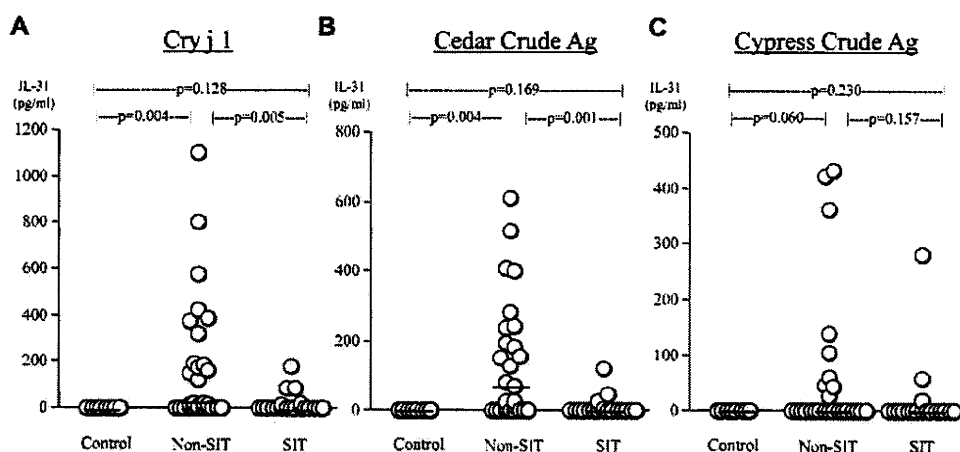 A
Cry j 1
IL-31
(pg/ml)
p=0.128
p=0.004
p=0.005
1200
1000
800
600
400
200
0
Control Non-SIT SIT
B
Cedar Crude Ag
IL-31
(pg/ml)
p=0.169
p=0.004
p=0.001
800
600
400
200
0
Control Non-SIT SIT
C
Cypress Crude Ag
IL-31
(pg/ml)
p=0.230
p=0.060
p=0.157
500
400
300
200
100
0
Control Non-SIT SIT